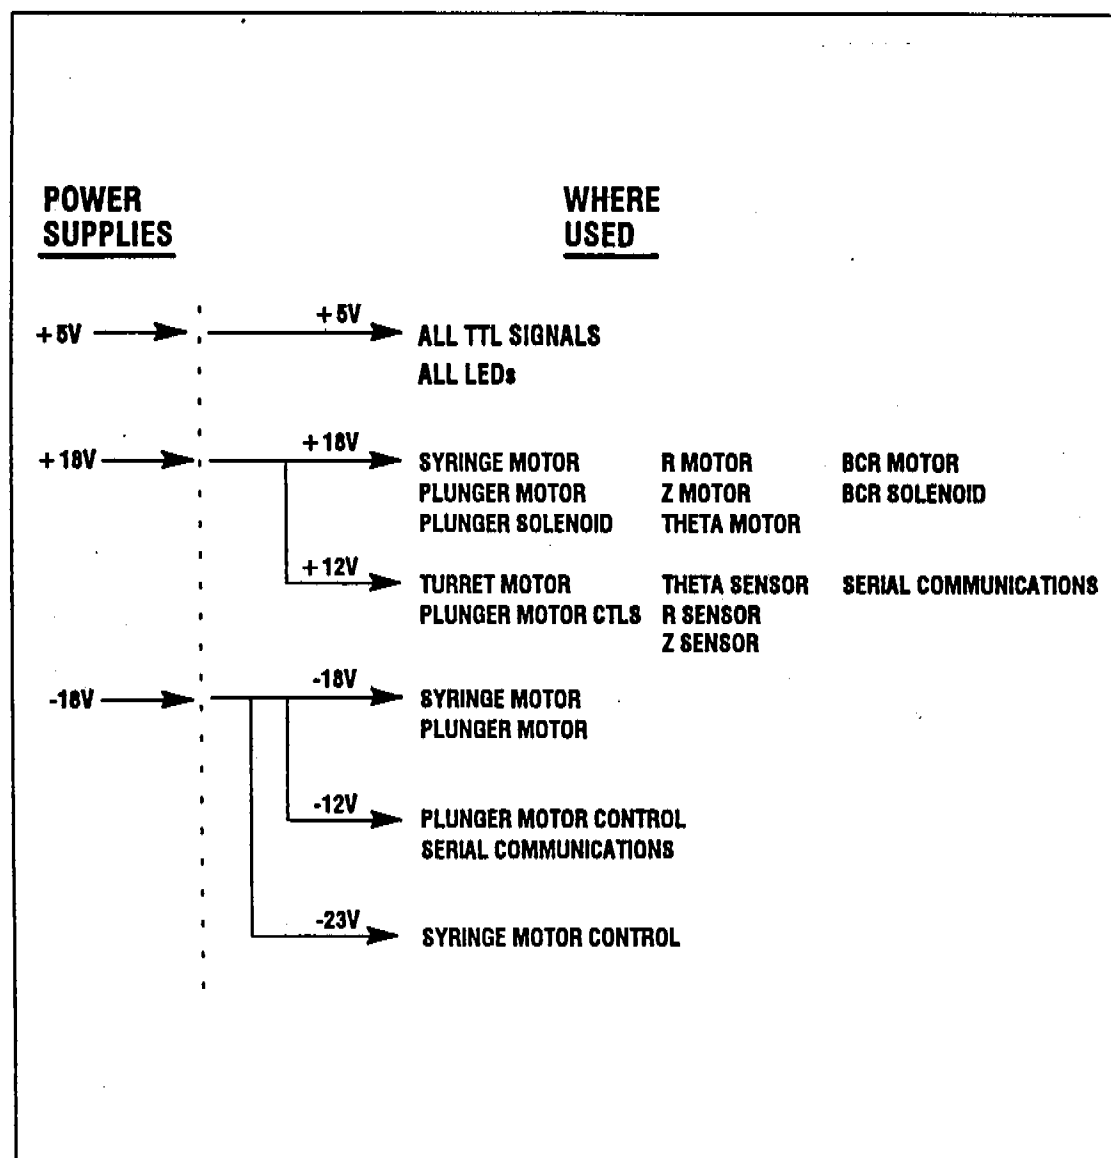 POWER SUPPLIES
WHERE USED
+5V
+5V
ALL TTL SIGNALS
ALL LEDs
+18V
+18V
SYRINGE MOTOR R MOTOR BCR MOTOR
PLUNGER MOTOR Z MOTOR BCR SOLENOID
PLUNGER SOLENOID THETA MOTOR
+12V
TURRET MOTOR THETA SENSOR SERIAL COMMUNICATIONS
PLUNGER MOTOR CTLS R SENSOR
Z SENSOR
-18V
-18V
SYRINGE MOTOR
PLUNGER MOTOR
-12V
PLUNGER MOTOR CONTROL
SERIAL COMMUNICATIONS
-23V
SYRINGE MOTOR CONTROL